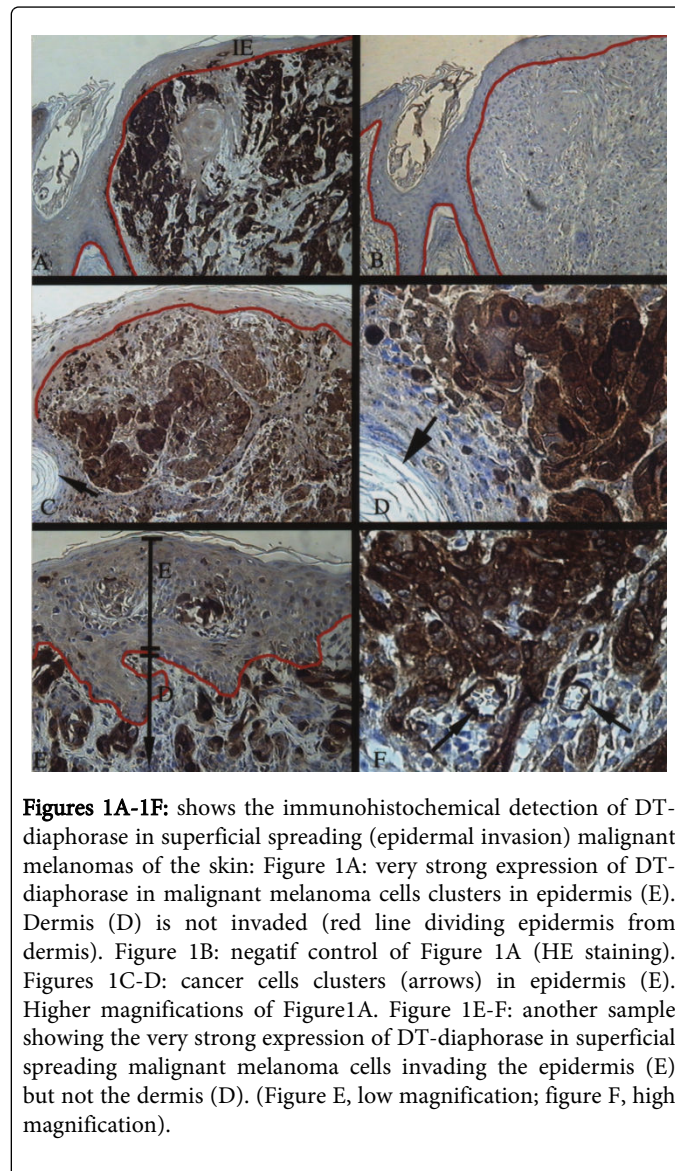 IE
A
B
C
D
E
D
E
F
Figures 1A-1F: shows the immunohistochemical detection of DT-
diaphorase in superficial spreading (epidermal invasion) malignant
melanomas of the skin: Figure 1A: very strong expression of DT-
diaphorase in malignant melanoma cells clusters in epidermis (E).
Dermis (D) is not invaded (red line dividing epidermis from
dermis). Figure 1B: negatif control of Figure 1A (HE staining).
Figures 1C-D: cancer cells clusters (arrows) in epidermis (E).
Higher magnifications of Figure1A. Figure 1E-F: another sample
showing the very strong expression of DT-diaphorase in superficial
spreading malignant melanoma cells invading the epidermis (E)
but not the dermis (D). (Figure E, low magnification; figure F, high
magnification).